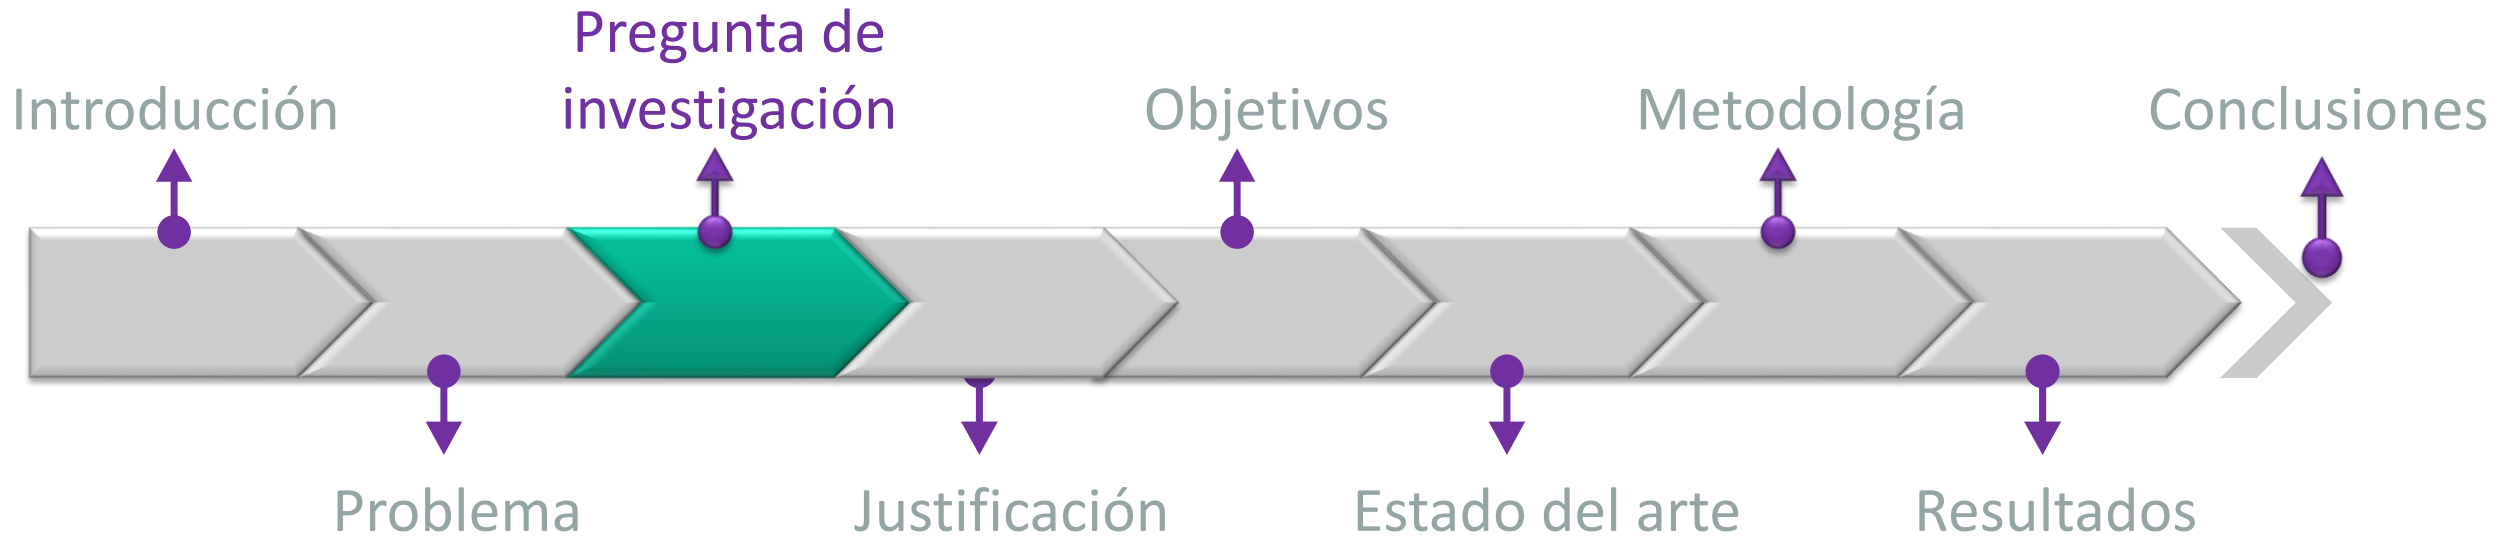 Introducción
Pregunta de
investigación
Objetivos
Metodología
Conclusiones
Problema
Justificación
Estado del arte
Resultados